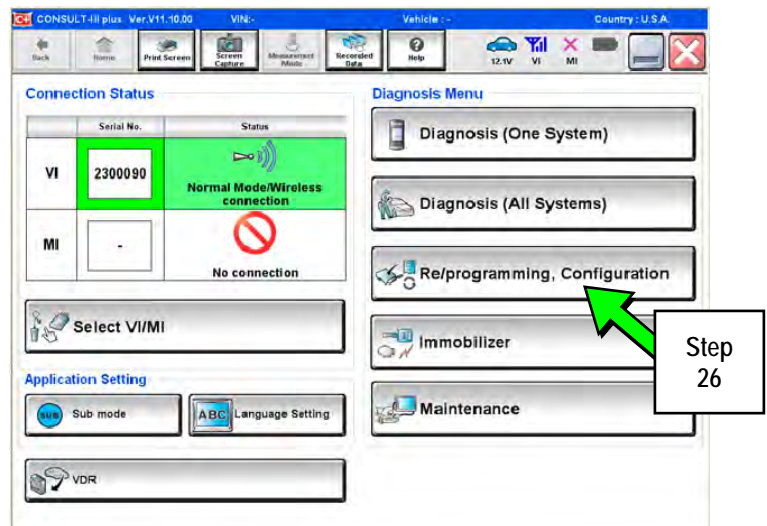 C+ CONSULT-III plus Ver.V11.10.00 VIN:- Vehicle : - Country : U.S.A.
Back Home Print Screen Screen Capture Measurement Mode Recorded Data Help 12.1V VI MI
Connection Status
Serial No. Status
VI 2300090 Normal Mode/Wireless connection
MI - No connection
Select VI/MI
Application Setting
SUB Sub mode ABC Language Setting
VDR
Diagnosis Menu
Diagnosis (One System)
Diagnosis (All Systems)
Re/programming, Configuration
Immobilizer
Maintenance
Step
26